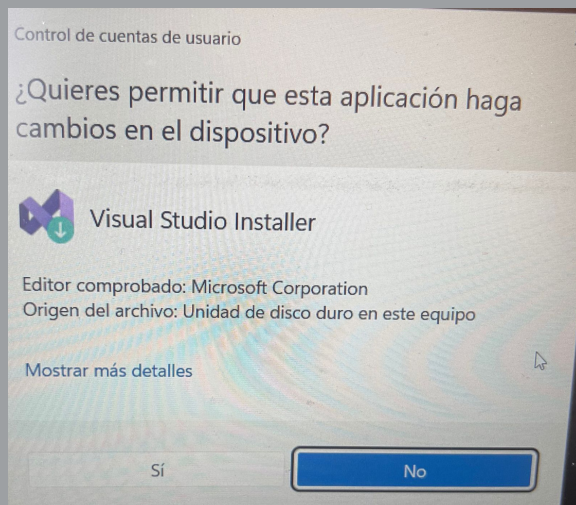 Control de cuentas de usuario
¿Quieres permitir que esta aplicación haga
cambios en el dispositivo?
Visual Studio Installer
Editor comprobado: Microsoft Corporation
Origen del archivo: Unidad de disco duro en este equipo
Mostrar más detalles
Sí
No